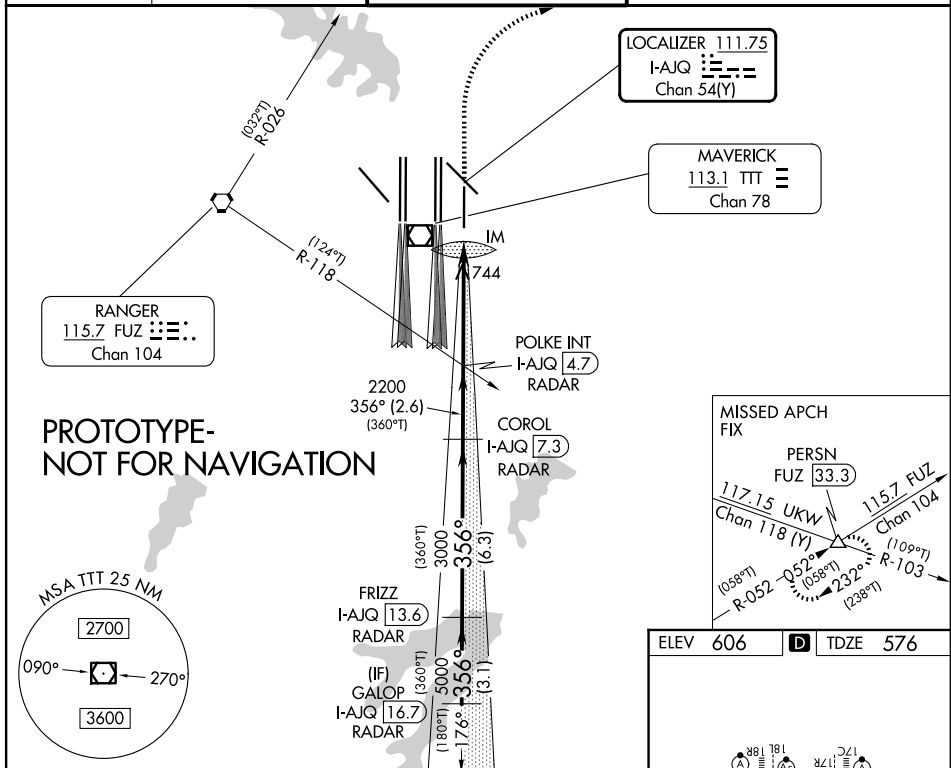 LOCALIZER 111.75
I-AJQ
Chan 54(Y)
MAVERICK
113.1 TTT
Chan 78
(032°T)
R-026
(124°T)
R-118
IM
744
RANGER
115.7 FUZ
Chan 104
POLKE INT
I-AJQ 4.7
RADAR
2200
356° (2.6)
(360°T)
COROL
I-AJQ 7.3
RADAR
PROTOTYPE-
NOT FOR NAVIGATION
MISSED APCH
FIX
PERSN
FUZ 33.3
117.15 UKW
Chan 118 (Y)
115.7 FUZ
Chan 104
(109°T)
R-103
(058°T)
R-052
052°
(058°T)
232°
(238°T)
(360°T)
3000
356°
(6.3)
MSA TTT 25 NM
2700
090°
270°
3600
FRIZZ
I-AJQ 13.6
RADAR
(IF)
GALOP
I-AJQ 16.7
RADAR
(360°T)
5000
356°
(3.1)
(180°T)
176°
ELEV 606 D TDZE 576
18R
18L
17R
17C
A
A
A